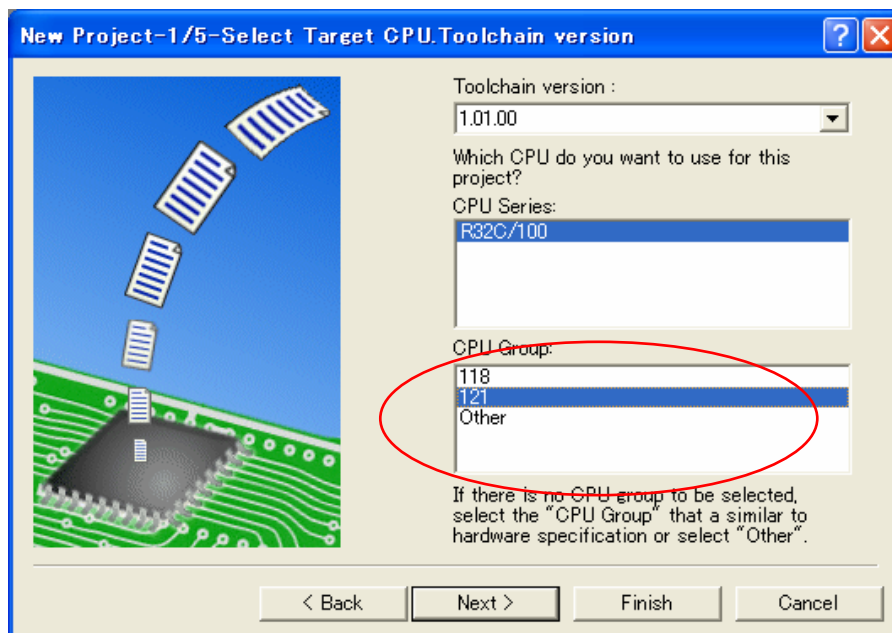 New Project-1/5-Select Target CPU.Toolchain version
Toolchain version :
1.01.00
Which CPU do you want to use for this
project?
CPU Series:
R32C/100
CPU Group:
118
121
Other
If there is no CPU group to be selected,
select the "CPU Group" that a similar to
hardware specification or select "Other".
< Back
Next >
Finish
Cancel